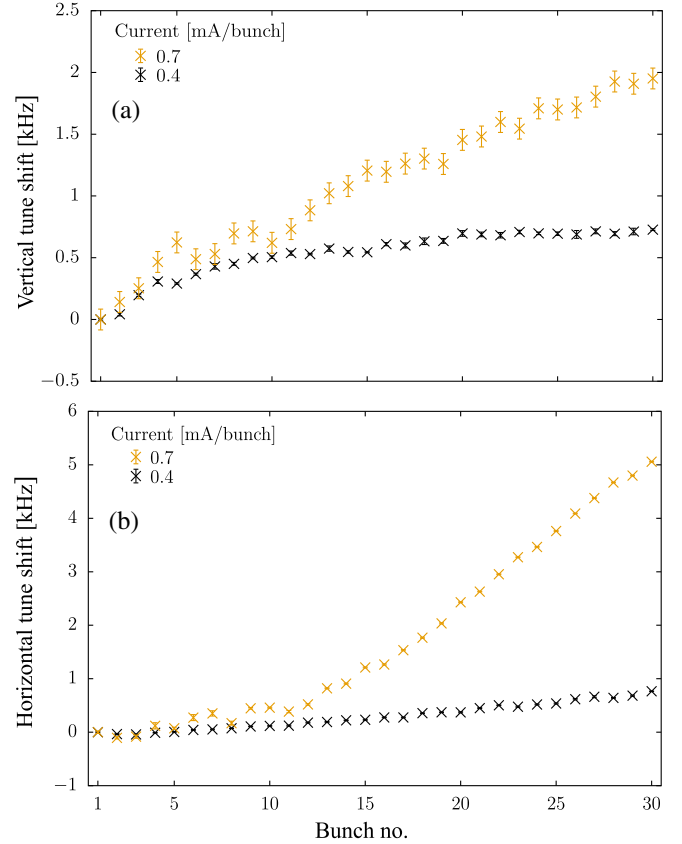 2.5
2
1.5
1
0.5
0
−0.5
Vertical tune shift [kHz]
Current [mA/bunch]
0.7
0.4
(a)
6
5
4
3
2
1
0
−1
Horizontal tune shift [kHz]
Current [mA/bunch]
0.7
0.4
(b)
1 5 10 15 20 25 30
Bunch no.